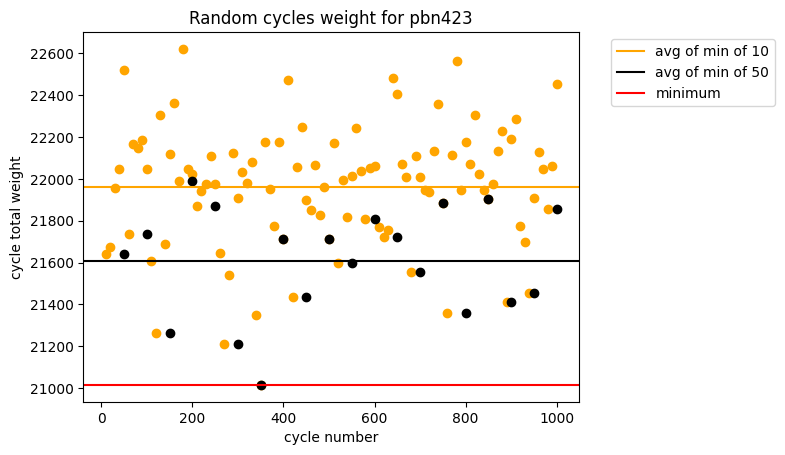 Random cycles weight for pbn423
avg of min of 10
avg of min of 50
minimum
cycle total weight
22600
22400
22200
22000
21800
21600
21400
21200
21000
0 200 400 600 800 1000
cycle number